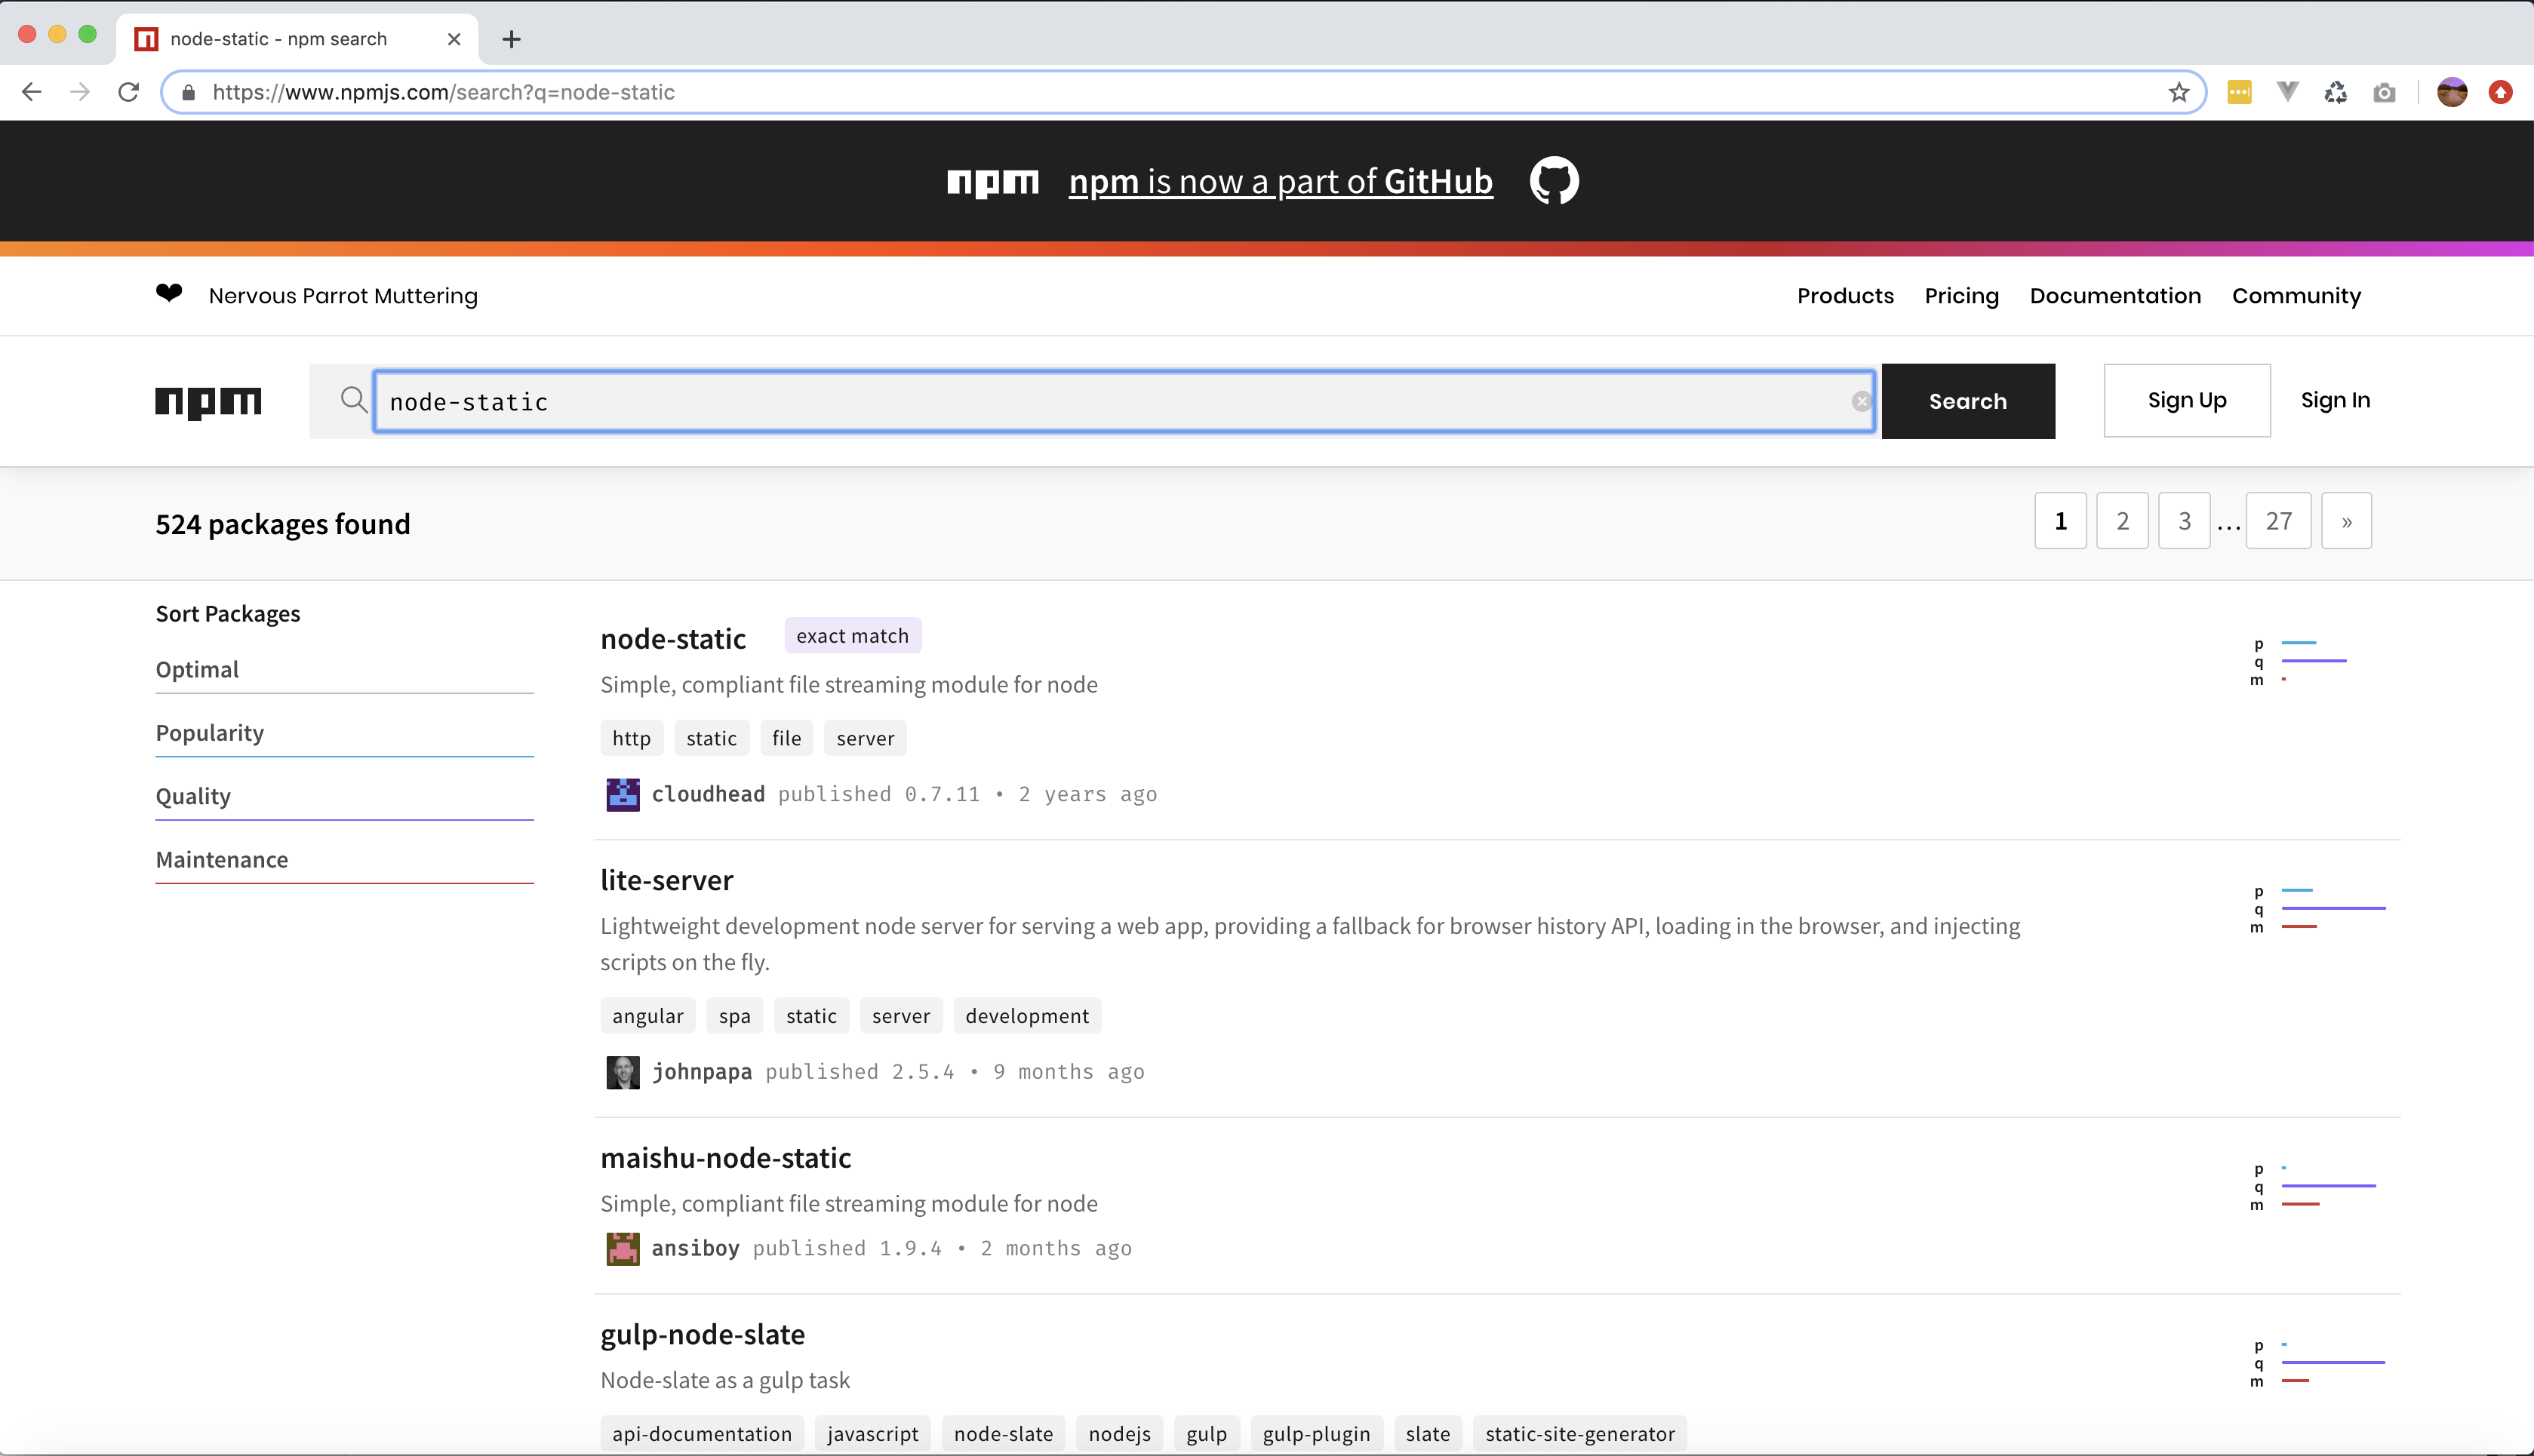 node-static - npm search
https://www.npmjs.com/search?q=node-static
npm npm is now a part of GitHub
Nervous Parrot Muttering
Products Pricing Documentation Community
npm node-static Search Sign Up Sign In
524 packages found
1 2 3 ... 27 »
Sort Packages
Optimal
Popularity
Quality
Maintenance
node-static exact match
Simple, compliant file streaming module for node
http static file server
cloudhead published 0.7.11 • 2 years ago
p
q
m
lite-server
Lightweight development node server for serving a web app, providing a fallback for browser history API, loading in the browser, and injecting
scripts on the fly.
angular spa static server development
johnpapa published 2.5.4 • 9 months ago
p
q
m
maishu-node-static
Simple, compliant file streaming module for node
ansiboy published 1.9.4 • 2 months ago
p
q
m
gulp-node-slate
Node-slate as a gulp task
api-documentation javascript node-slate nodejs gulp gulp-plugin slate static-site-generator
p
q
m